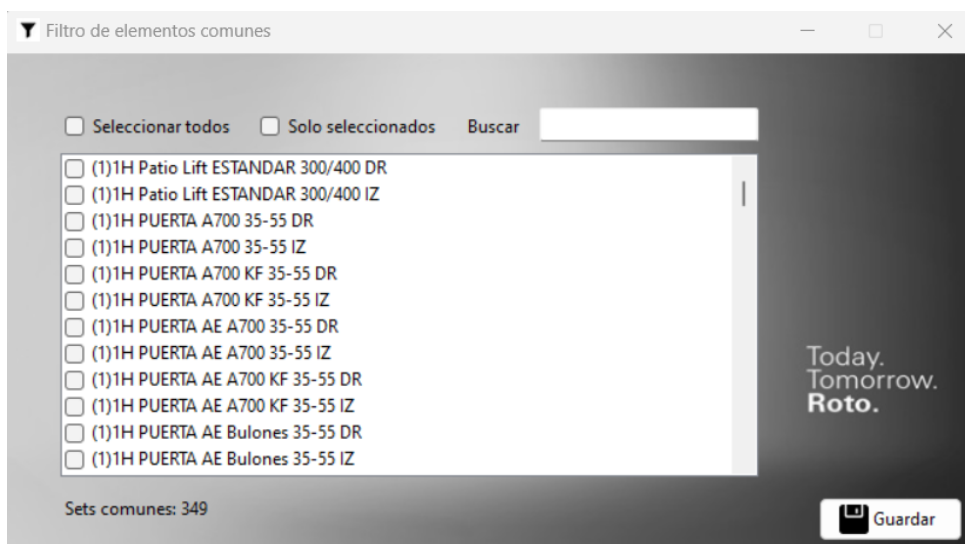 Filtro de elementos comunes
Seleccionar todos Solo seleccionados Buscar
(1)1H Patio Lift ESTANDAR 300/400 DR
(1)1H Patio Lift ESTANDAR 300/400 IZ
(1)1H PUERTA A700 35-55 DR
(1)1H PUERTA A700 35-55 IZ
(1)1H PUERTA A700 KF 35-55 DR
(1)1H PUERTA A700 KF 35-55 IZ
(1)1H PUERTA AE A700 35-55 DR
(1)1H PUERTA AE A700 35-55 IZ
(1)1H PUERTA AE A700 KF 35-55 DR
(1)1H PUERTA AE A700 KF 35-55 IZ
(1)1H PUERTA AE Bulones 35-55 DR
(1)1H PUERTA AE Bulones 35-55 IZ
Today.
Tomorrow.
Roto.
Sets comunes: 349
Guardar